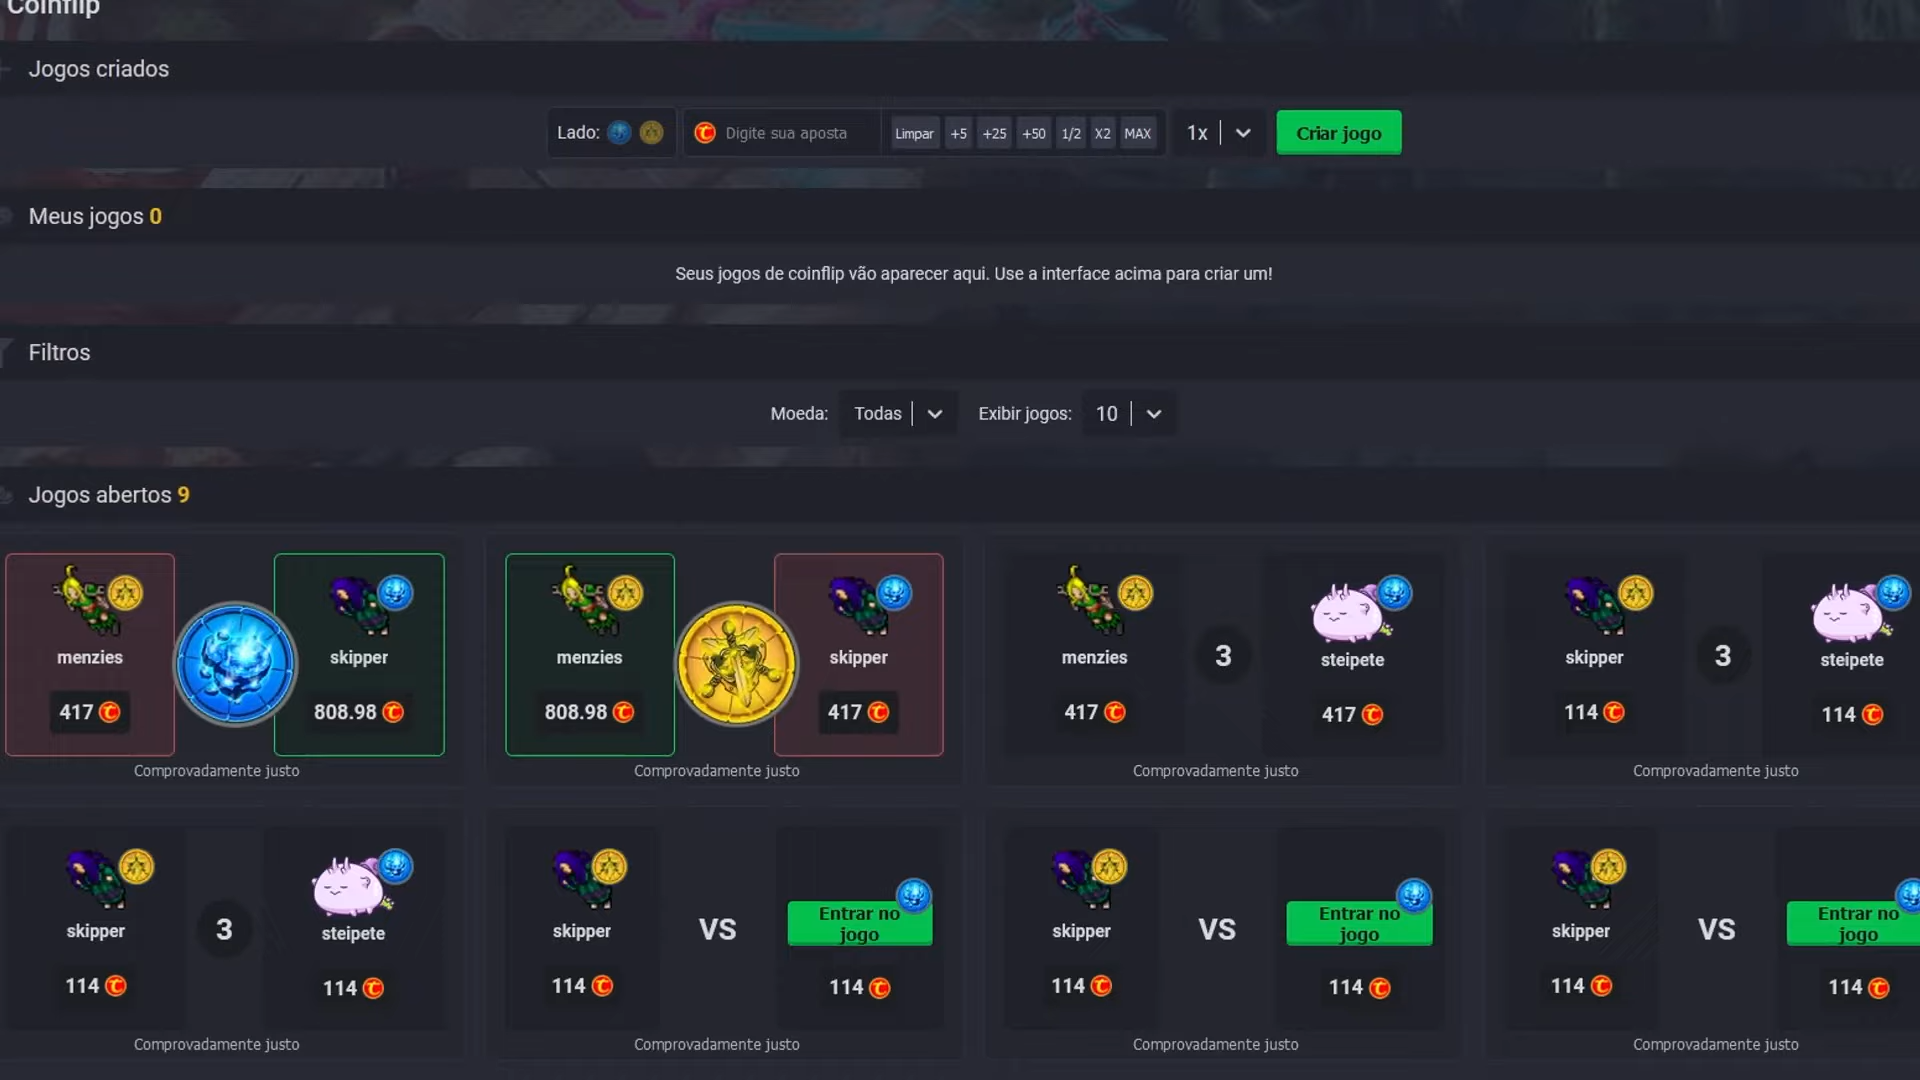 Coinflip
Jogos criados
Lado: Digite sua aposta Limpar +5 +25 +50 1/2 X2 MAX 1x Criar jogo
Meus jogos 0
Seus jogos de coinflip vão aparecer aqui. Use a interface acima para criar um!
Filtros
Moeda: Todas Exibir jogos: 10
Jogos abertos 9
menzies skipper
417 808.98
Comprovadamente justo
menzies skipper
808.98 417
Comprovadamente justo
menzies 3 steipete
417 417
Comprovadamente justo
skipper 3 steipete
114 114
Comprovadamente justo
skipper 3 steipete
114 114
Comprovadamente justo
skipper VS Entrar no
jogo
114 114
Comprovadamente justo
skipper VS Entrar no
jogo
114 114
Comprovadamente justo
skipper VS Entrar no
jogo
114 114
Comprovadamente justo